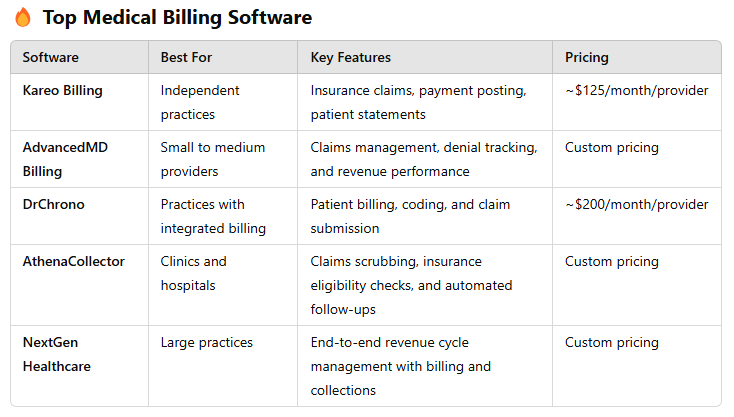 🔥 Top Medical Billing Software
Software Best For Key Features Pricing
Kareo Billing Independent practices Insurance claims, payment posting, patient statements ~$125/month/provider
AdvancedMD Billing Small to medium providers Claims management, denial tracking, and revenue performance Custom pricing
DrChrono Practices with integrated billing Patient billing, coding, and claim submission ~$200/month/provider
AthenaCollector Clinics and hospitals Claims scrubbing, insurance eligibility checks, and automated follow-ups Custom pricing
NextGen Healthcare Large practices End-to-end revenue cycle management with billing and collections Custom pricing